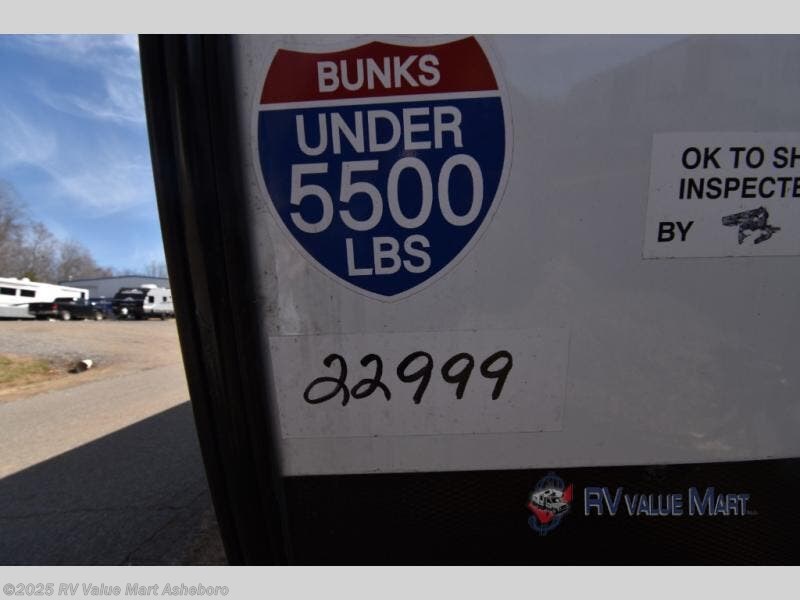 BUNKS
UNDER
5500
LBS
OK TO SH
INSPECTE
BY
22999
RV VALUE MART
©2025 RV Value Mart Asheboro